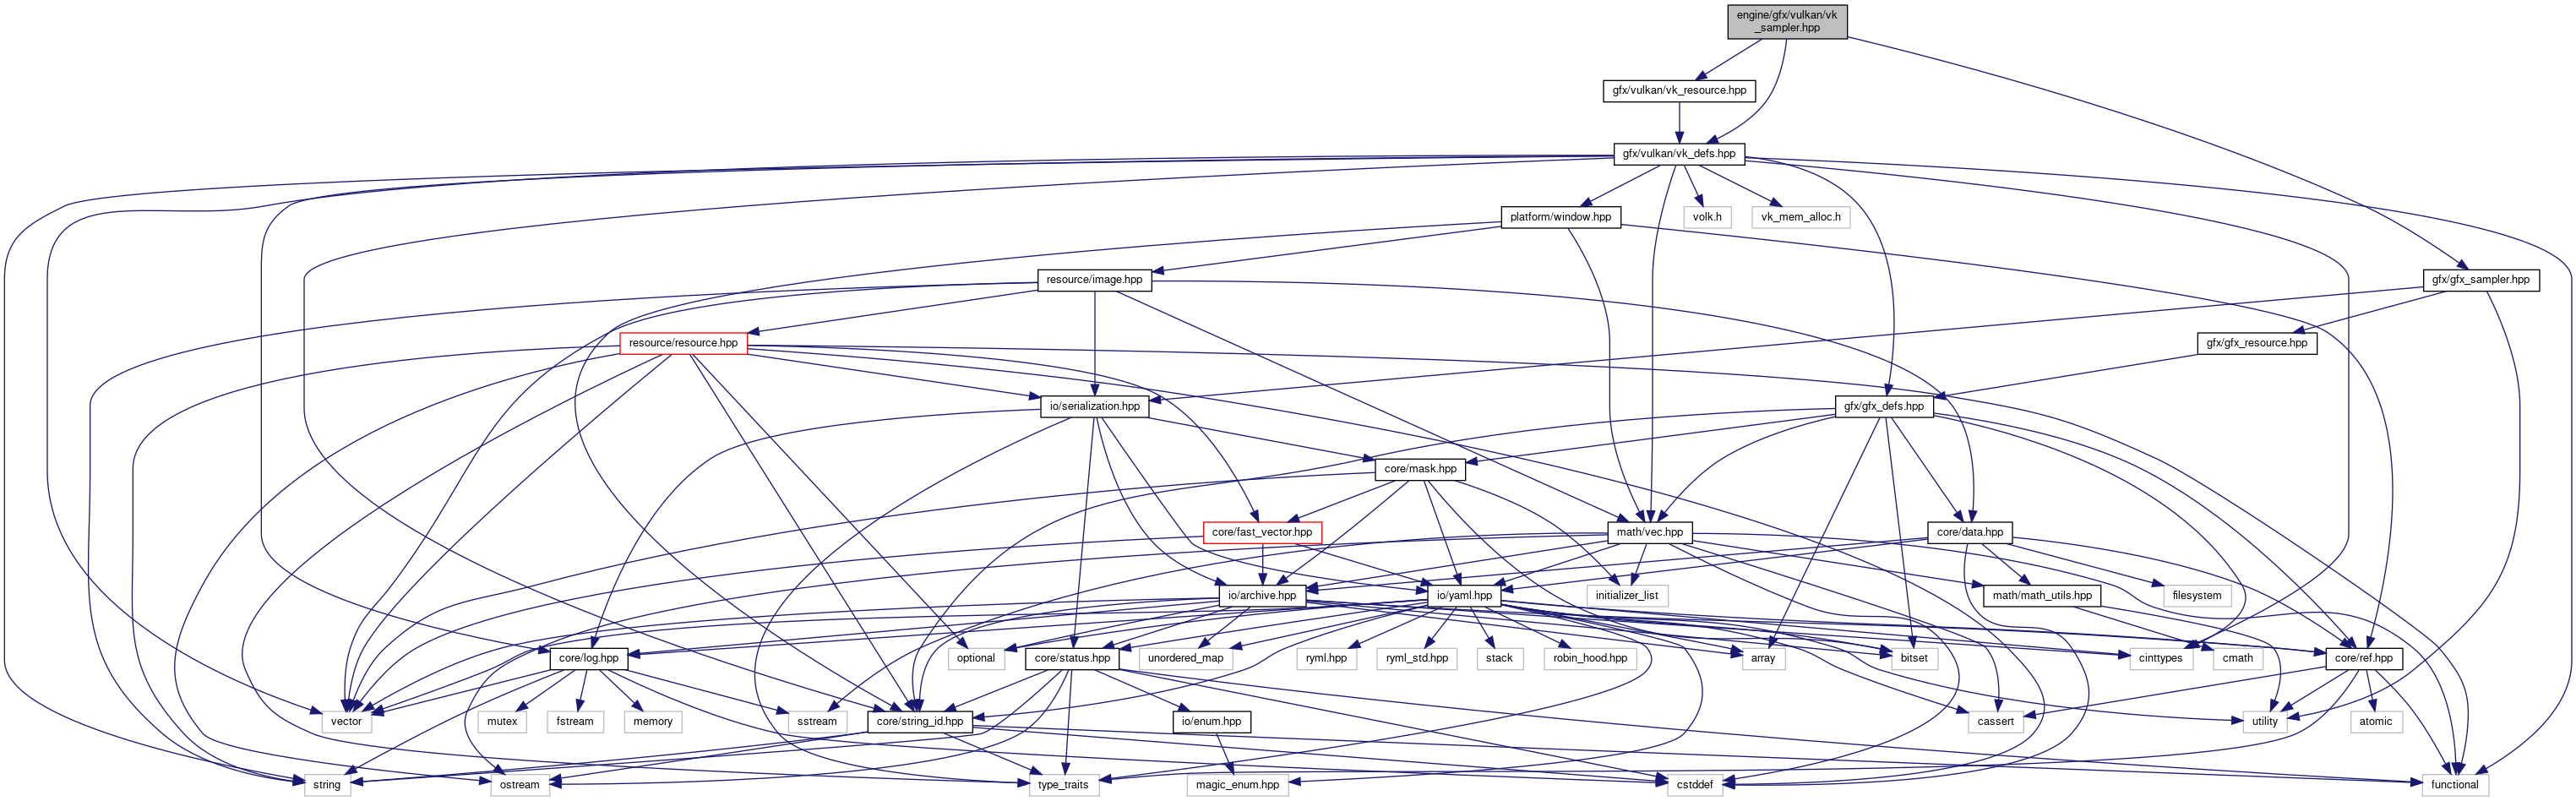 engine/gfx/vulkan/vk
_sampler.hpp
gfx/vulkan/vk_resource.hpp
gfx/vulkan/vk_defs.hpp
platform/window.hpp
volk.h
vk_mem_alloc.h
resource/image.hpp
gfx/gfx_sampler.hpp
resource/resource.hpp
gfx/gfx_resource.hpp
io/serialization.hpp
gfx/gfx_defs.hpp
core/mask.hpp
core/fast_vector.hpp
math/vec.hpp
core/data.hpp
io/archive.hpp
io/yaml.hpp
initializer_list
math/math_utils.hpp
filesystem
core/log.hpp
optional
core/status.hpp
unordered_map
ryml.hpp
ryml_std.hpp
stack
robin_hood.hpp
array
bitset
cinttypes
cmath
core/ref.hpp
vector
mutex
fstream
memory
sstream
core/string_id.hpp
io/enum.hpp
cassert
utility
atomic
string
ostream
type_traits
magic_enum.hpp
cstddef
functional